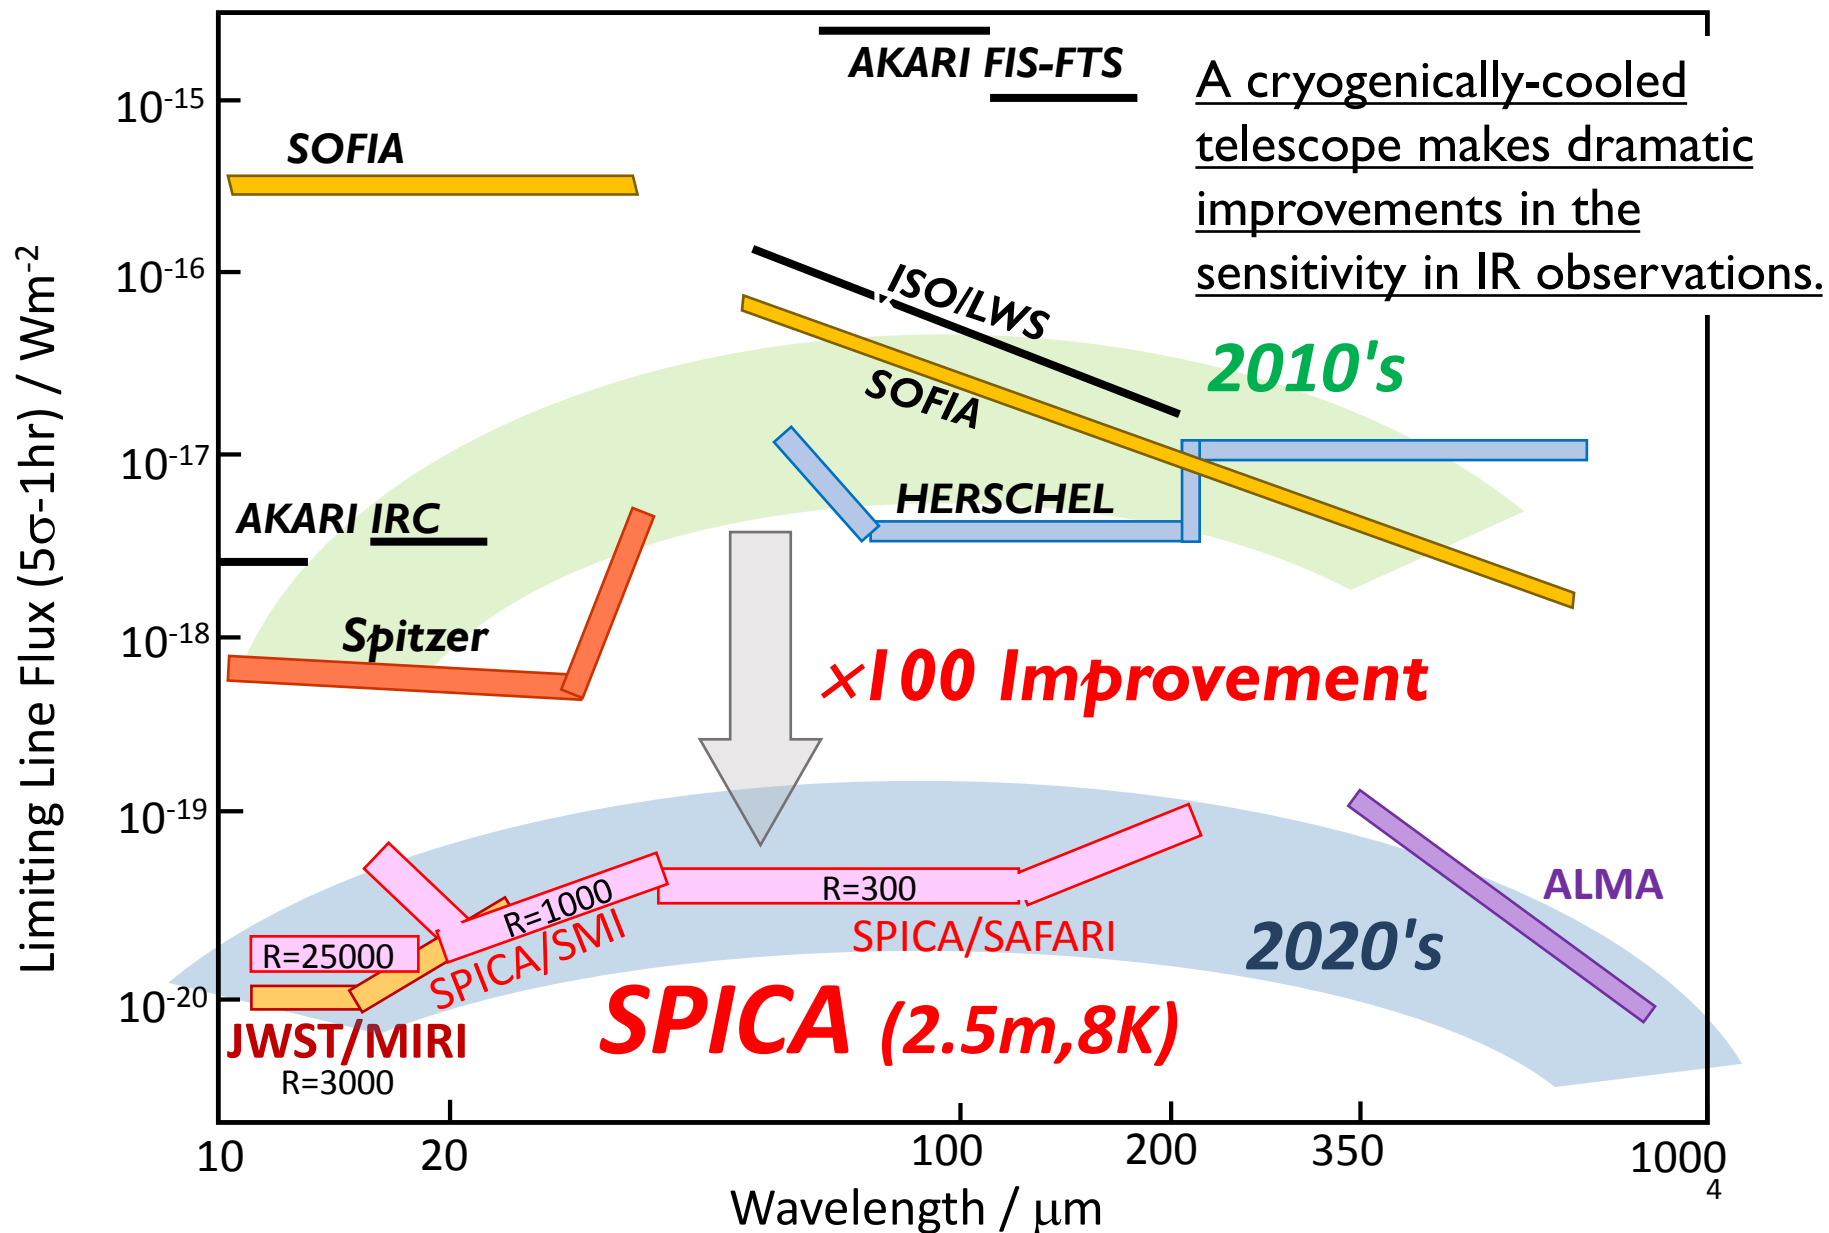 AKARI FIS-FTS
A cryogenically-cooled
telescope makes dramatic
improvements in the
sensitivity in IR observations.
10-15
SOFIA
10-16
ISO/LWS
2010's
SOFIA
10-17
HERSCHEL
AKARI IRC
Spitzer
10-18
×100 Improvement
10-19
ALMA
R=300
R=1000
SPICA/SMI
SPICA/SAFARI
2020's
R=25000
10-20
SPICA (2.5m,8K)
JWST/MIRI
R=3000
Limiting Line Flux (5σ-1hr) / Wm-2
10
20
100
200
350
1000
4
Wavelength / μm